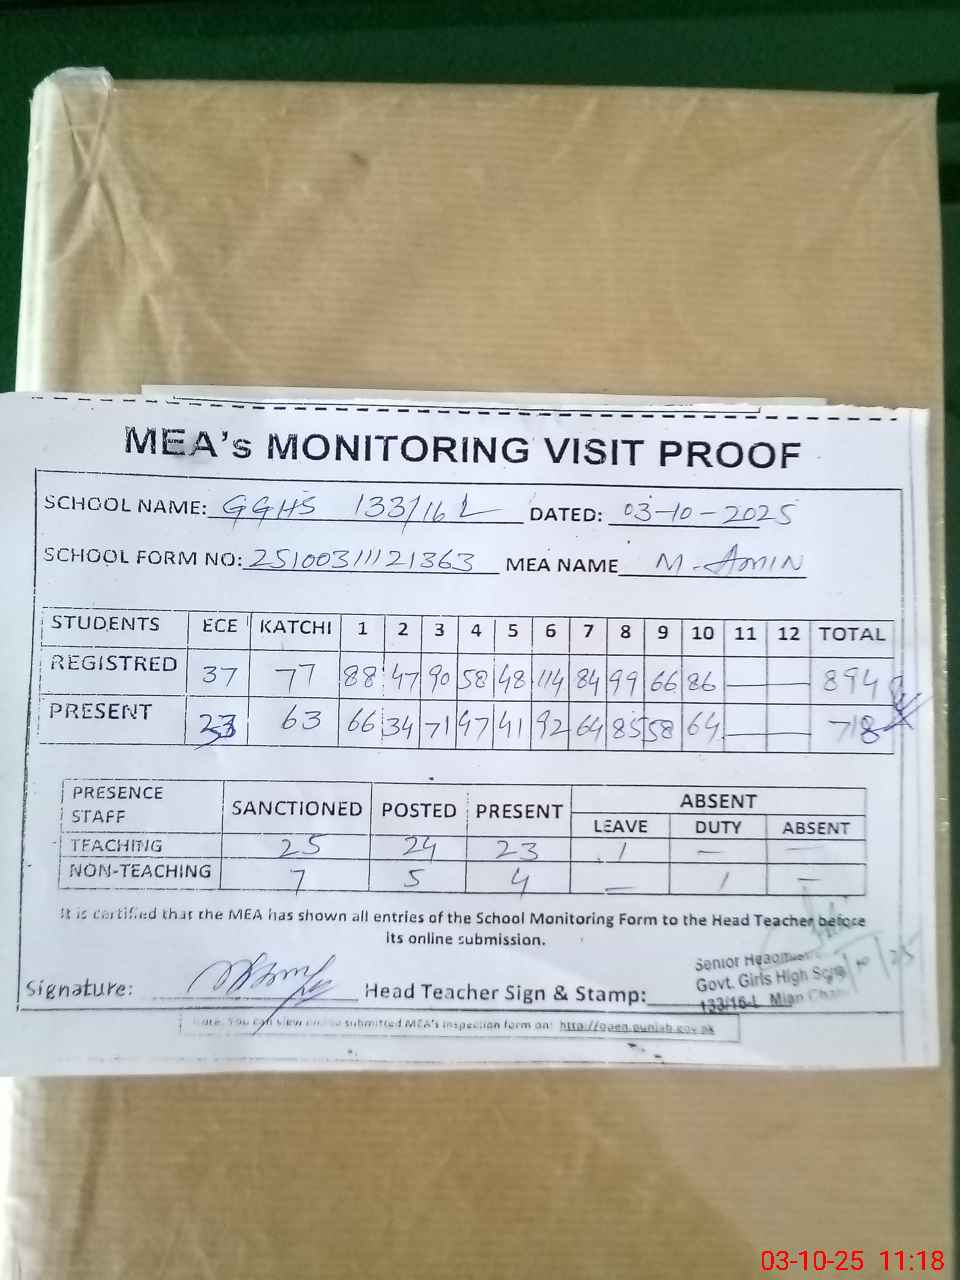 MEA's MONITORING VISIT PROOF
SCHOOL NAME: GGHS 133/16 L DATED: 03-10-2025
SCHOOL FORM NO: 25100311121363 MEA NAME M. AMIN
STUDENTS ECE KATCHI 1 2 3 4 5 6 7 8 9 10 11 12 TOTAL
REGISTRED 37 77 88 47 90 58 48 114 84 99 66 86 — — 894
PRESENT 33 63 66 34 71 47 41 92 64 85 58 64 — — 718
PRESENCE STAFF SANCTIONED POSTED PRESENT ABSENT
LEAVE DUTY ABSENT
TEACHING 25 24 23 1 — —
NON-TEACHING 7 5 4 — 1 —
It is certified that the MEA has shown all entries of the School Monitoring Form to the Head Teacher before
its online submission.
Signature: Head Teacher Sign & Stamp:
Senior Headmistress
Govt. Girls High School
133/16-L Mian Channu
Note: You can view online submitted MEA's inspection form on: http://open.punjab.gov.pk
03-10-25 11:18